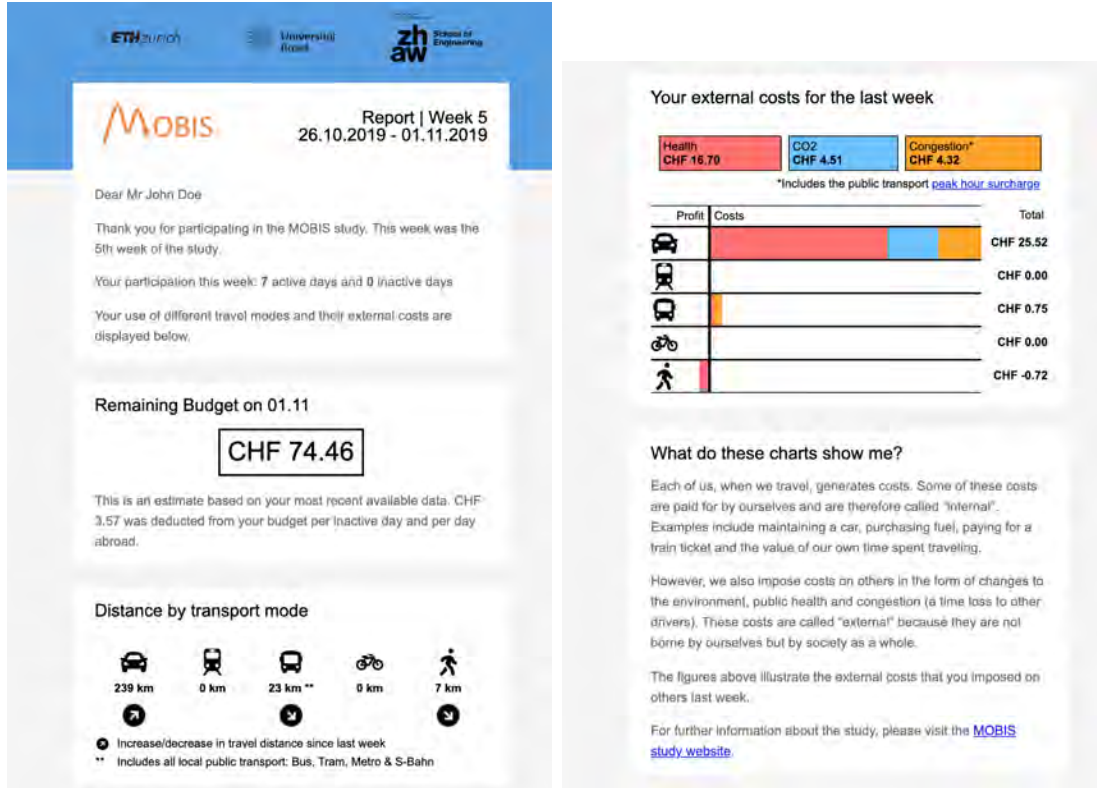 ETH zürich
Universität
Basel
zh
aw
School of
Engineering
MOBIS
Report | Week 5
26.10.2019 - 01.11.2019
Dear Mr John Doe
Thank you for participating in the MOBIS study. This week was the
5th week of the study.
Your participation this week: 7 active days and 0 inactive days
Your use of different travel modes and their external costs are
displayed below.
Remaining Budget on 01.11
CHF 74.46
This is an estimate based on your most recent available data. CHF
3.57 was deducted from your budget per inactive day and per day
abroad.
Distance by transport mode
239 km 0 km 23 km ** 0 km 7 km
Increase/decrease in travel distance since last week
** Includes all local public transport: Bus, Tram, Metro & S-Bahn
Your external costs for the last week
Health
CHF 16.70
CO2
CHF 4.51
Congestion*
CHF 4.32
*Includes the public transport peak hour surcharge
Profit Costs Total
CHF 25.52
CHF 0.00
CHF 0.75
CHF 0.00
CHF -0.72
What do these charts show me?
Each of us, when we travel, generates costs. Some of these costs
are paid for by ourselves and are therefore called "internal".
Examples include maintaining a car, purchasing fuel, paying for a
train ticket and the value of our own time spent traveling.
However, we also impose costs on others in the form of changes to
the environment, public health and congestion (a time loss to other
drivers). These costs are called "external" because they are not
borne by ourselves but by society as a whole.
The figures above illustrate the external costs that you imposed on
others last week.
For further information about the study, please visit the MOBIS
study website.